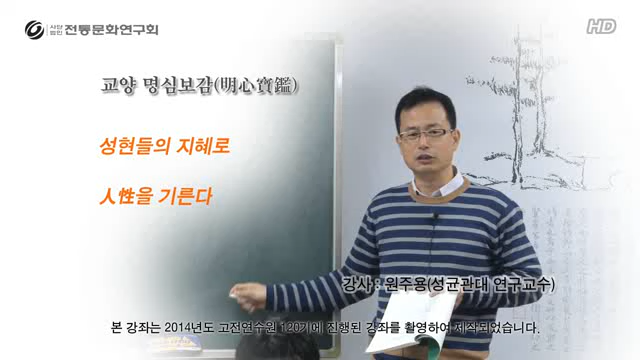 사단법인 전통문화연구회
HD
교양 명심보감(明心寶鑑)
성현들의 지혜로
人性을 기른다
강사 : 원주용(성균관대 연구교수)
본 강좌는 2014년도 고전연수원 120기에 진행된 강좌를 촬영하여 제작되었습니다.